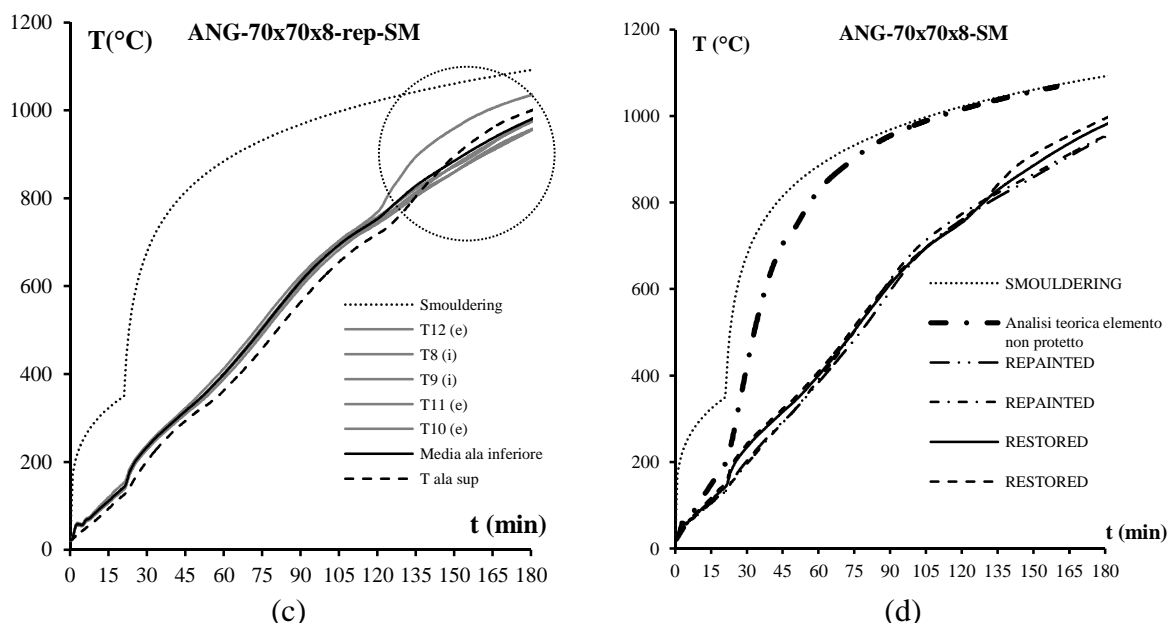 ANG-70x70x8-rep-SM
T(°C)
1200
1000
800
600
400
200
0
Smouldering
T12 (e)
T8 (i)
T9 (i)
T11 (e)
T10 (e)
Media ala inferiore
T ala sup
t (min)
0 15 30 45 60 75 90 105 120 135 150 165 180
(c)
ANG-70x70x8-SM
T (°C)
1200
1000
800
600
400
200
0
SMOULDERING
Analisi teorica elemento
non protetto
REPAINTED
REPAINTED
RESTORED
RESTORED
t (min)
0 15 30 45 60 75 90 105 120 135 150 165 180
(d)